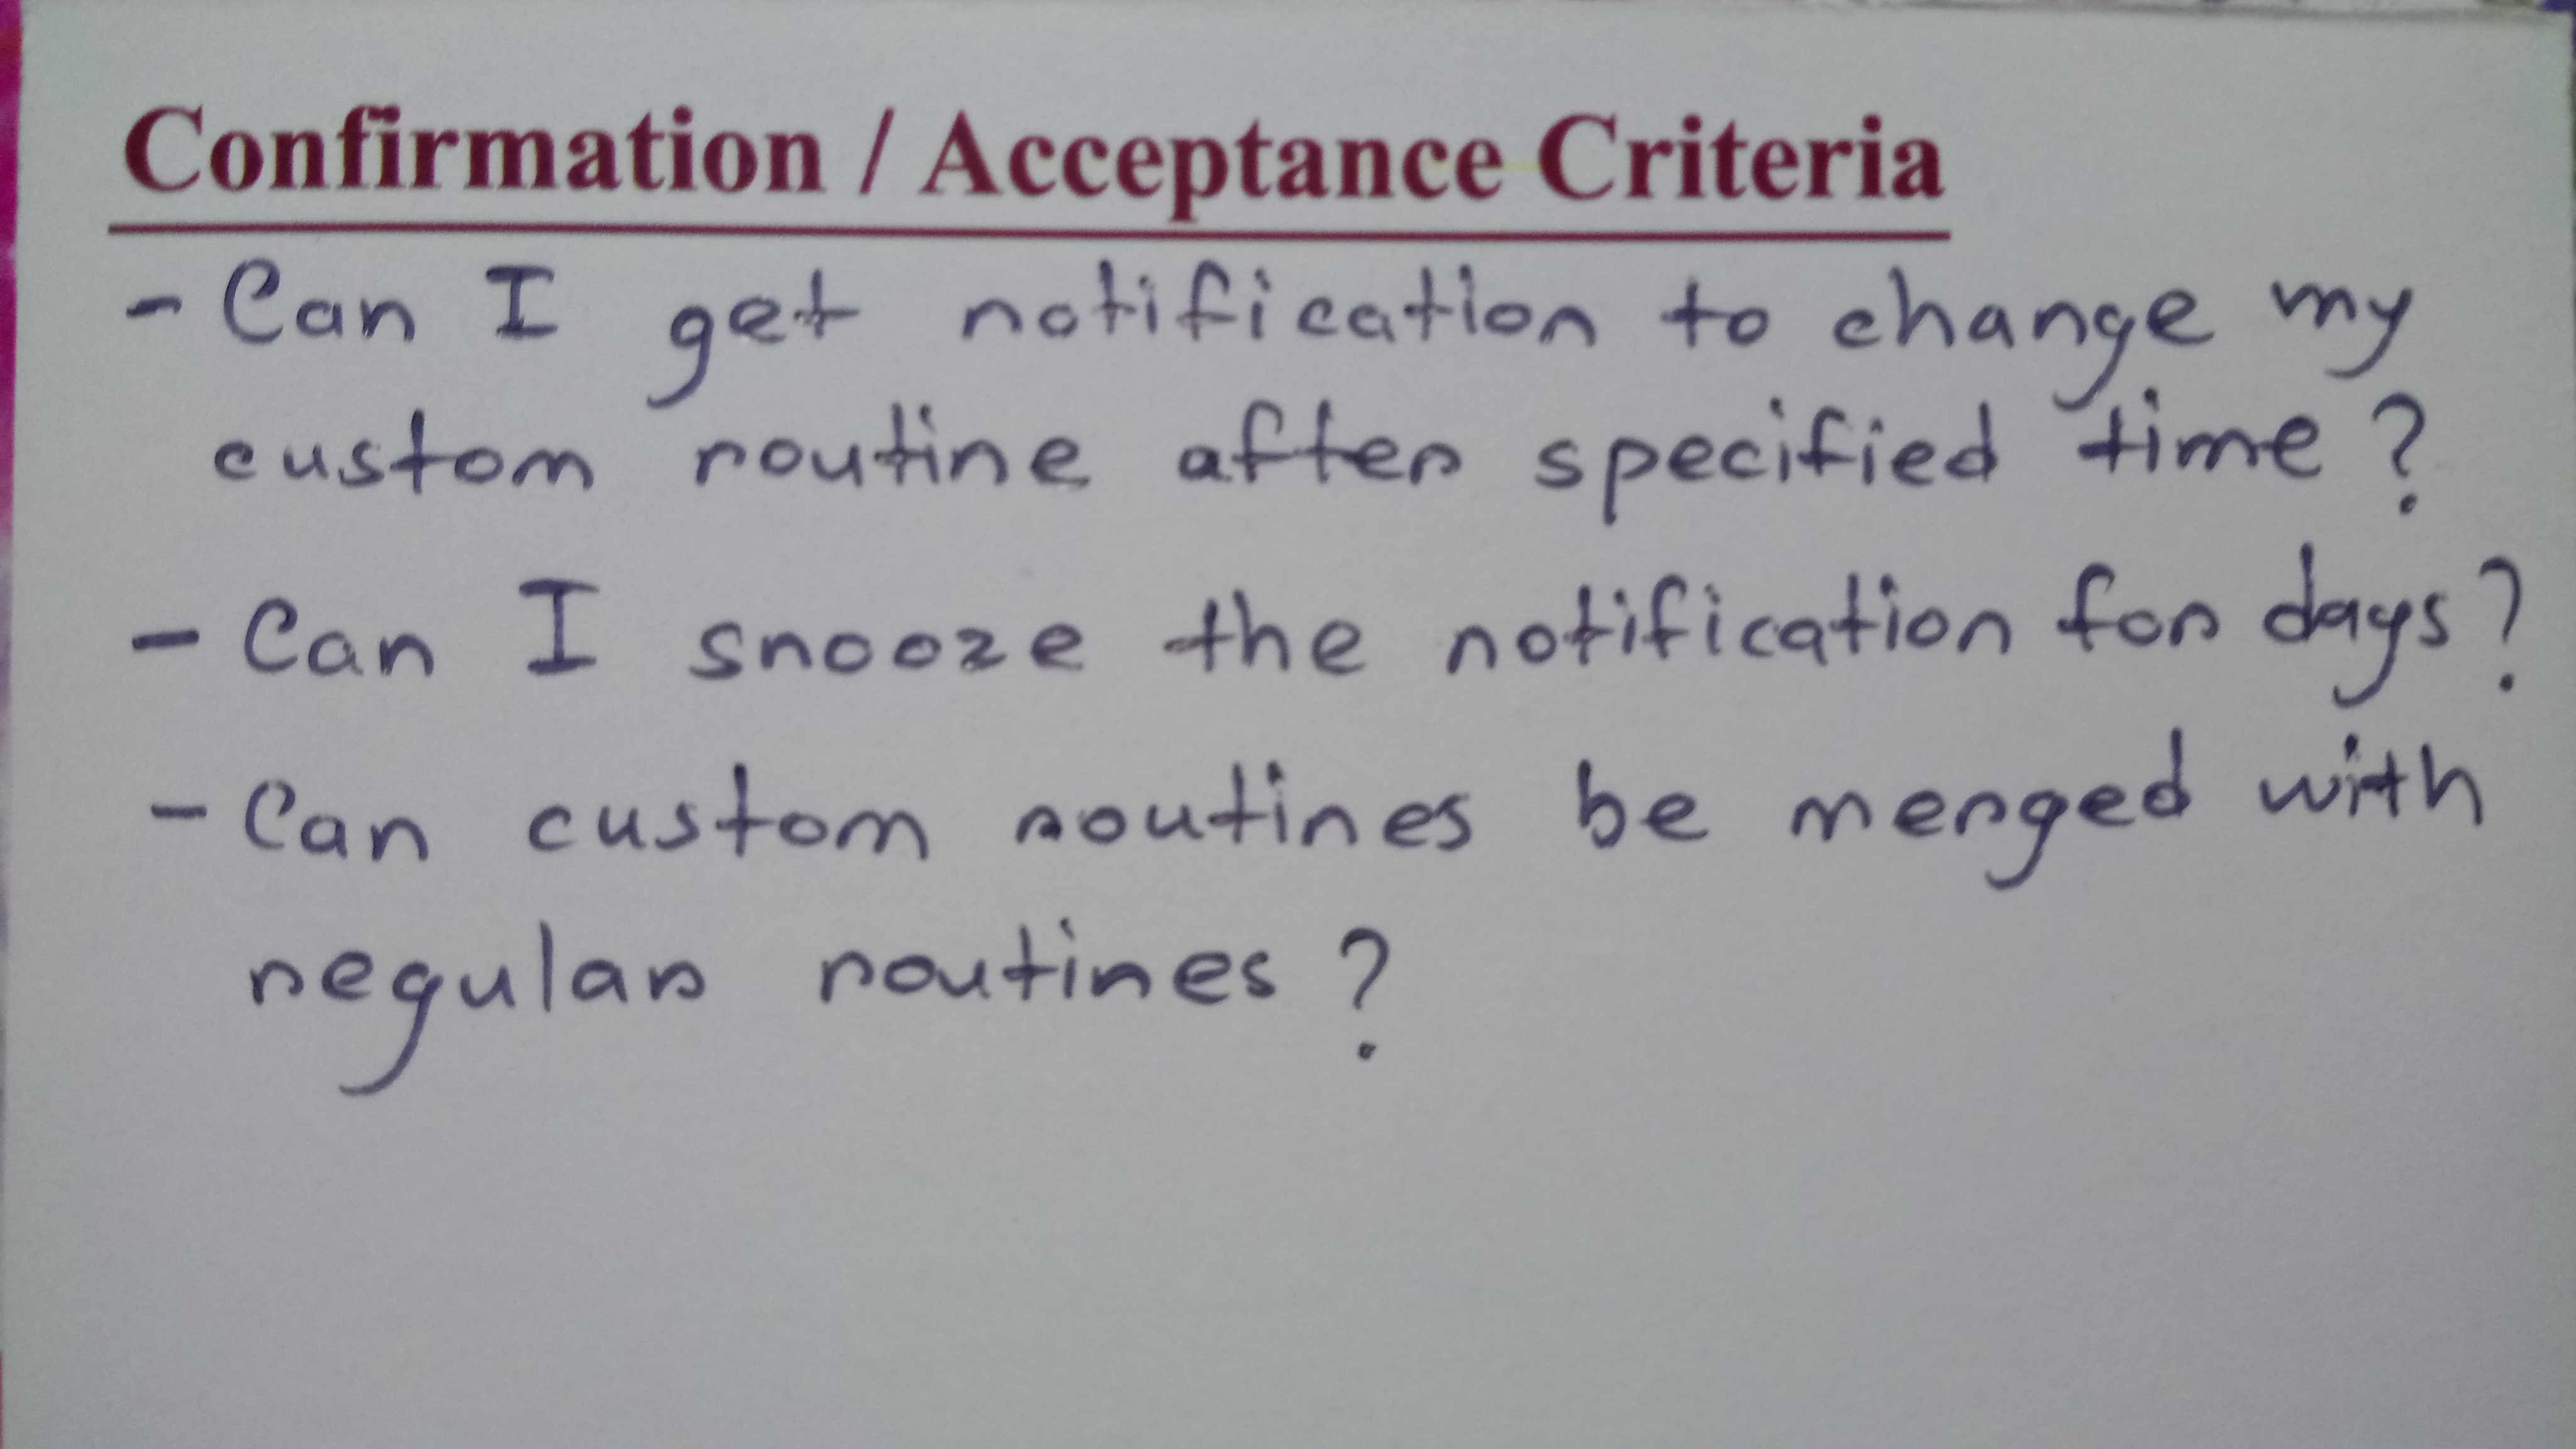 Confirmation / Acceptance Criteria
- Can I get notification to change my
custom routine after specified time?
- Can I snooze the notification for days?
- Can custom routines be merged with
regular routines?